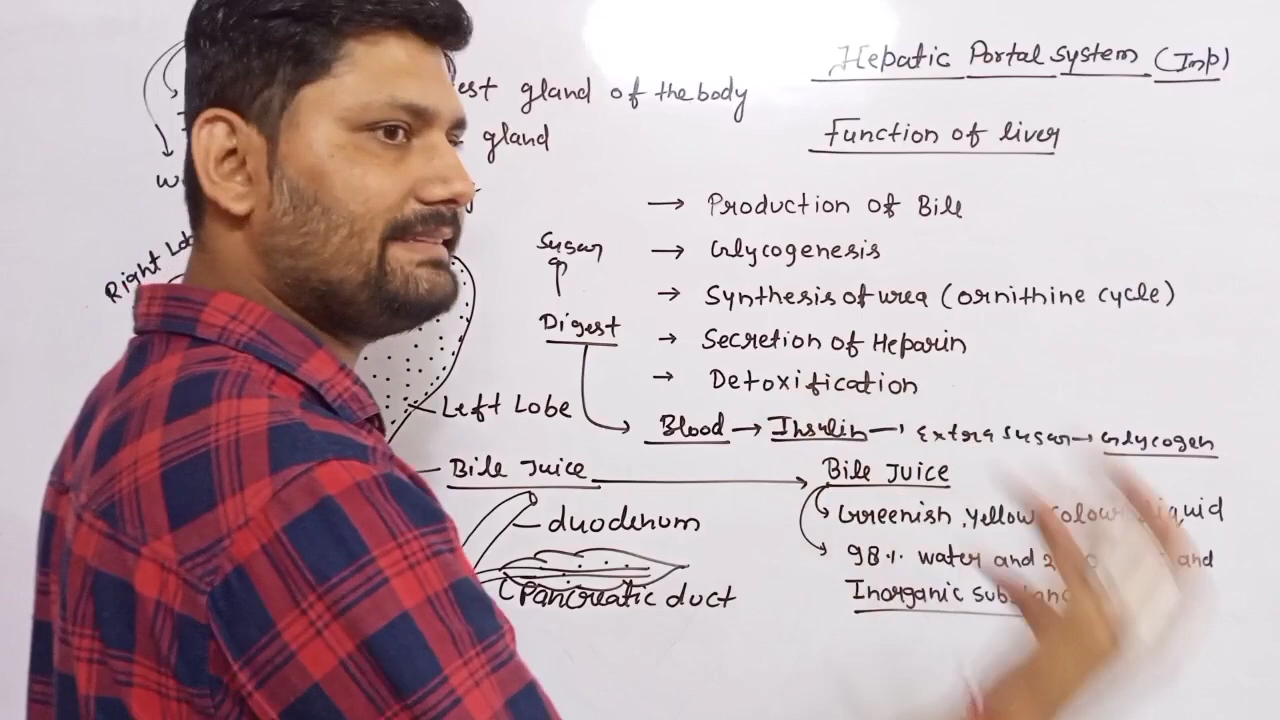 Hepatic Portal system (Imp)
gland of the body
gland
Function of liver
→ Production of Bile
Right
Sugar
→ Glycogenesis
→ Synthesis of urea (ornithine cycle)
Digest
→ Secretion of Heparin
→ Detoxification
Left Lobe
Blood → Insulin → Extra sugar → Glycogen
Bile Juice → Bile Juice
Greenish, yellow
duodenum
98% water and and
Pancreatic duct
Inorganic